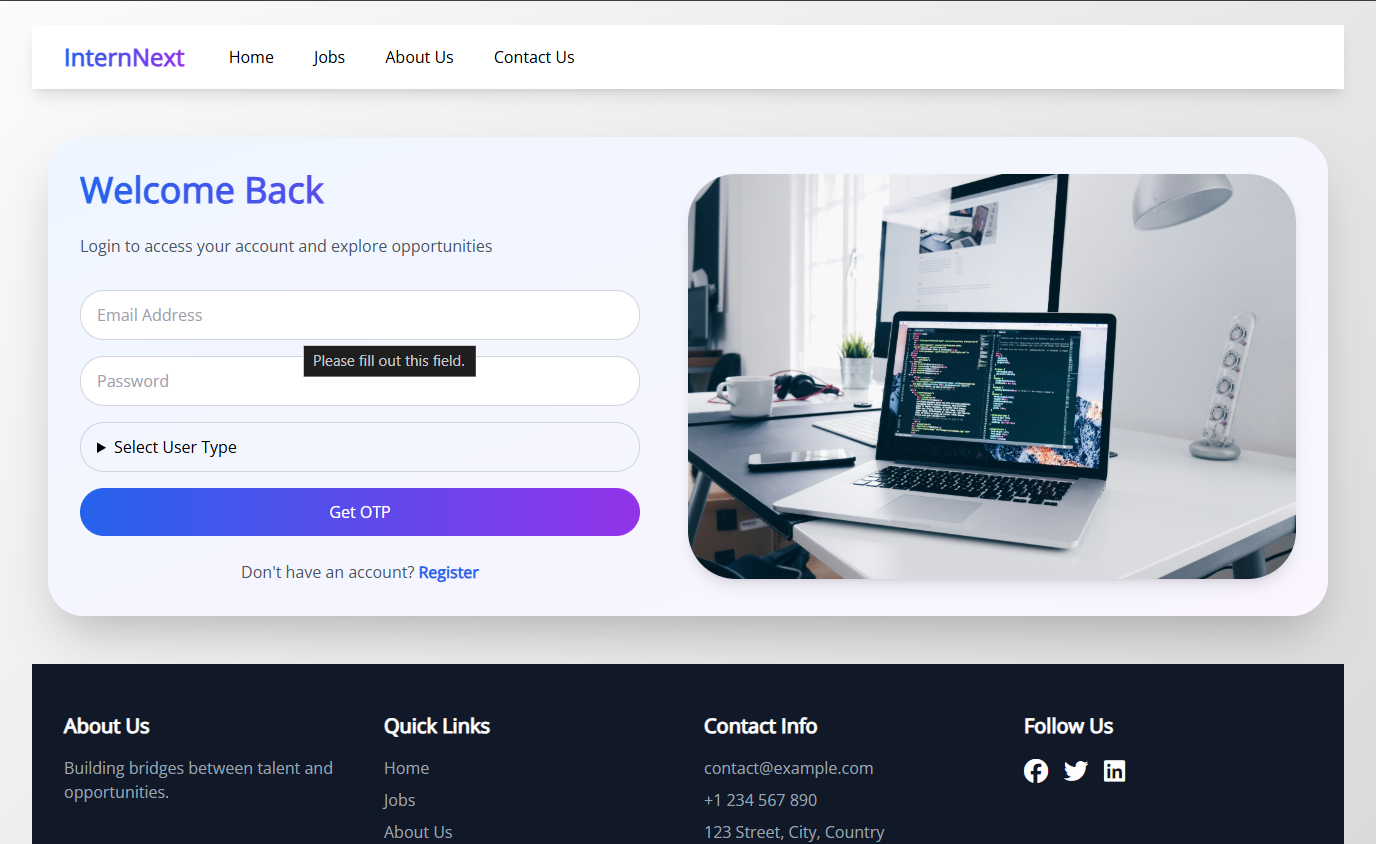 InternNext
Home
Jobs
About Us
Contact Us
Welcome Back
Login to access your account and explore opportunities
Email Address
Please fill out this field.
Password
Select User Type
Get OTP
Don't have an account? Register
About Us
Building bridges between talent and
opportunities.
Quick Links
Home
Jobs
About Us
Contact Info
contact@example.com
+1 234 567 890
123 Street, City, Country
Follow Us